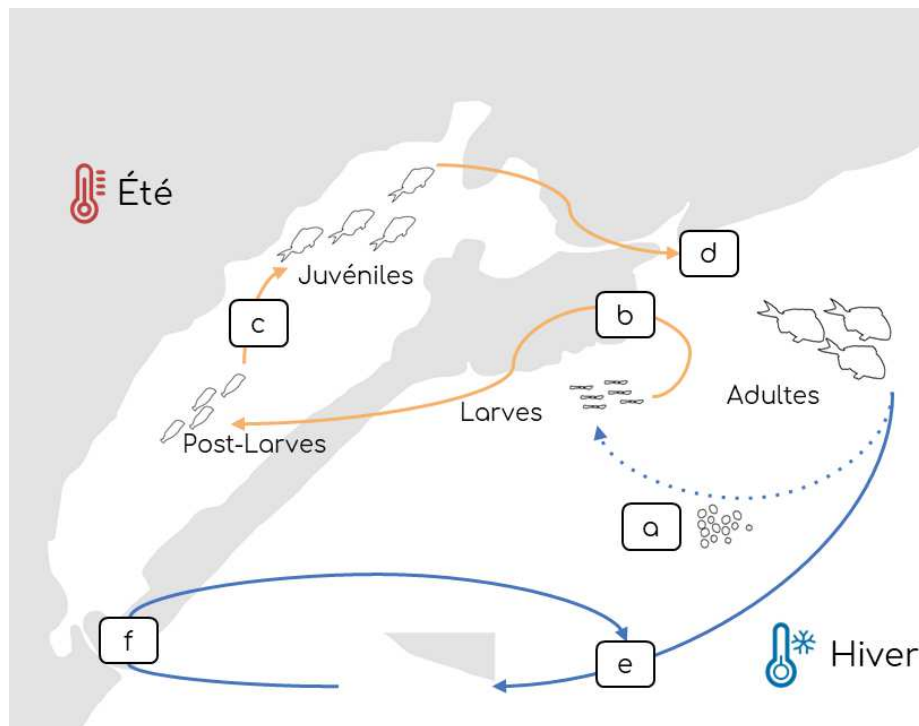 Été
d
Juvéniles
c
b
Adultes
Larves
Post-Larves
a
f
e
Hiver